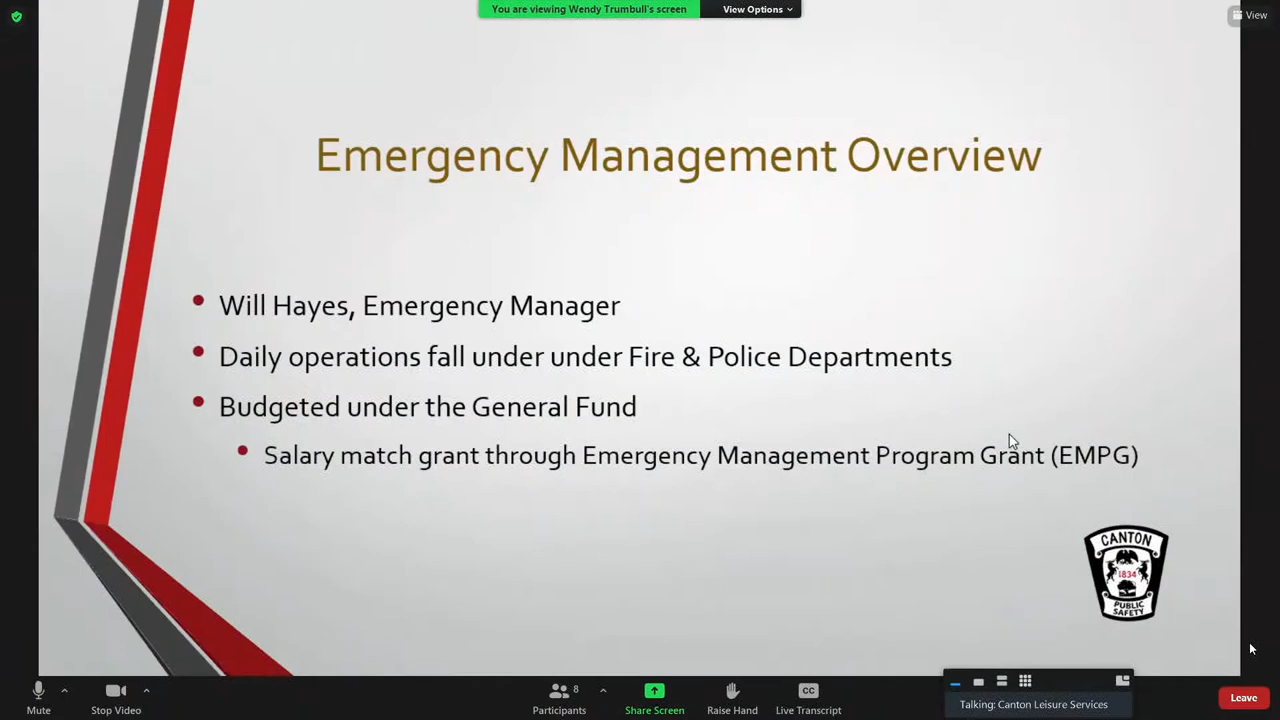 You are viewing Wendy Trumbull's screen
View Options
View
Emergency Management Overview
Will Hayes, Emergency Manager
Daily operations fall under under Fire & Police Departments
Budgeted under the General Fund
Salary match grant through Emergency Management Program Grant (EMPG)
CANTON
1834
PUBLIC
SAFETY
8
CC
Mute
Stop Video
Participants
Share Screen
Raise Hand
Live Transcript
Talking: Canton Leisure Services
Leave